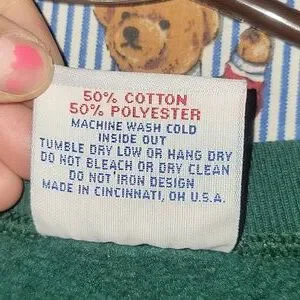 50% COTTON
50% POLYESTER
MACHINE WASH COLD
INSIDE OUT
TUMBLE DRY LOW OR HANG DRY
DO NOT BLEACH OR DRY CLEAN
DO NOT IRON DESIGN
MADE IN CINCINNATI, OH U.S.A.